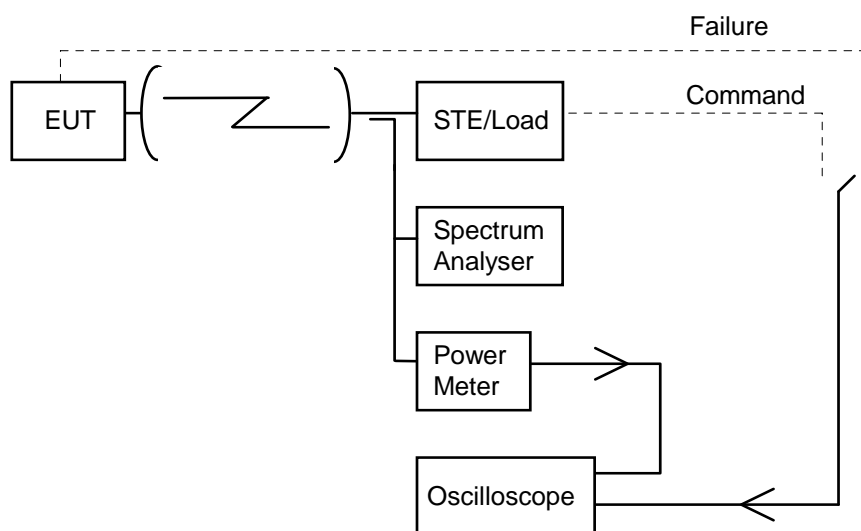 Failure
EUT
STE/Load
Command
Spectrum
Analyser
Power
Meter
Oscilloscope